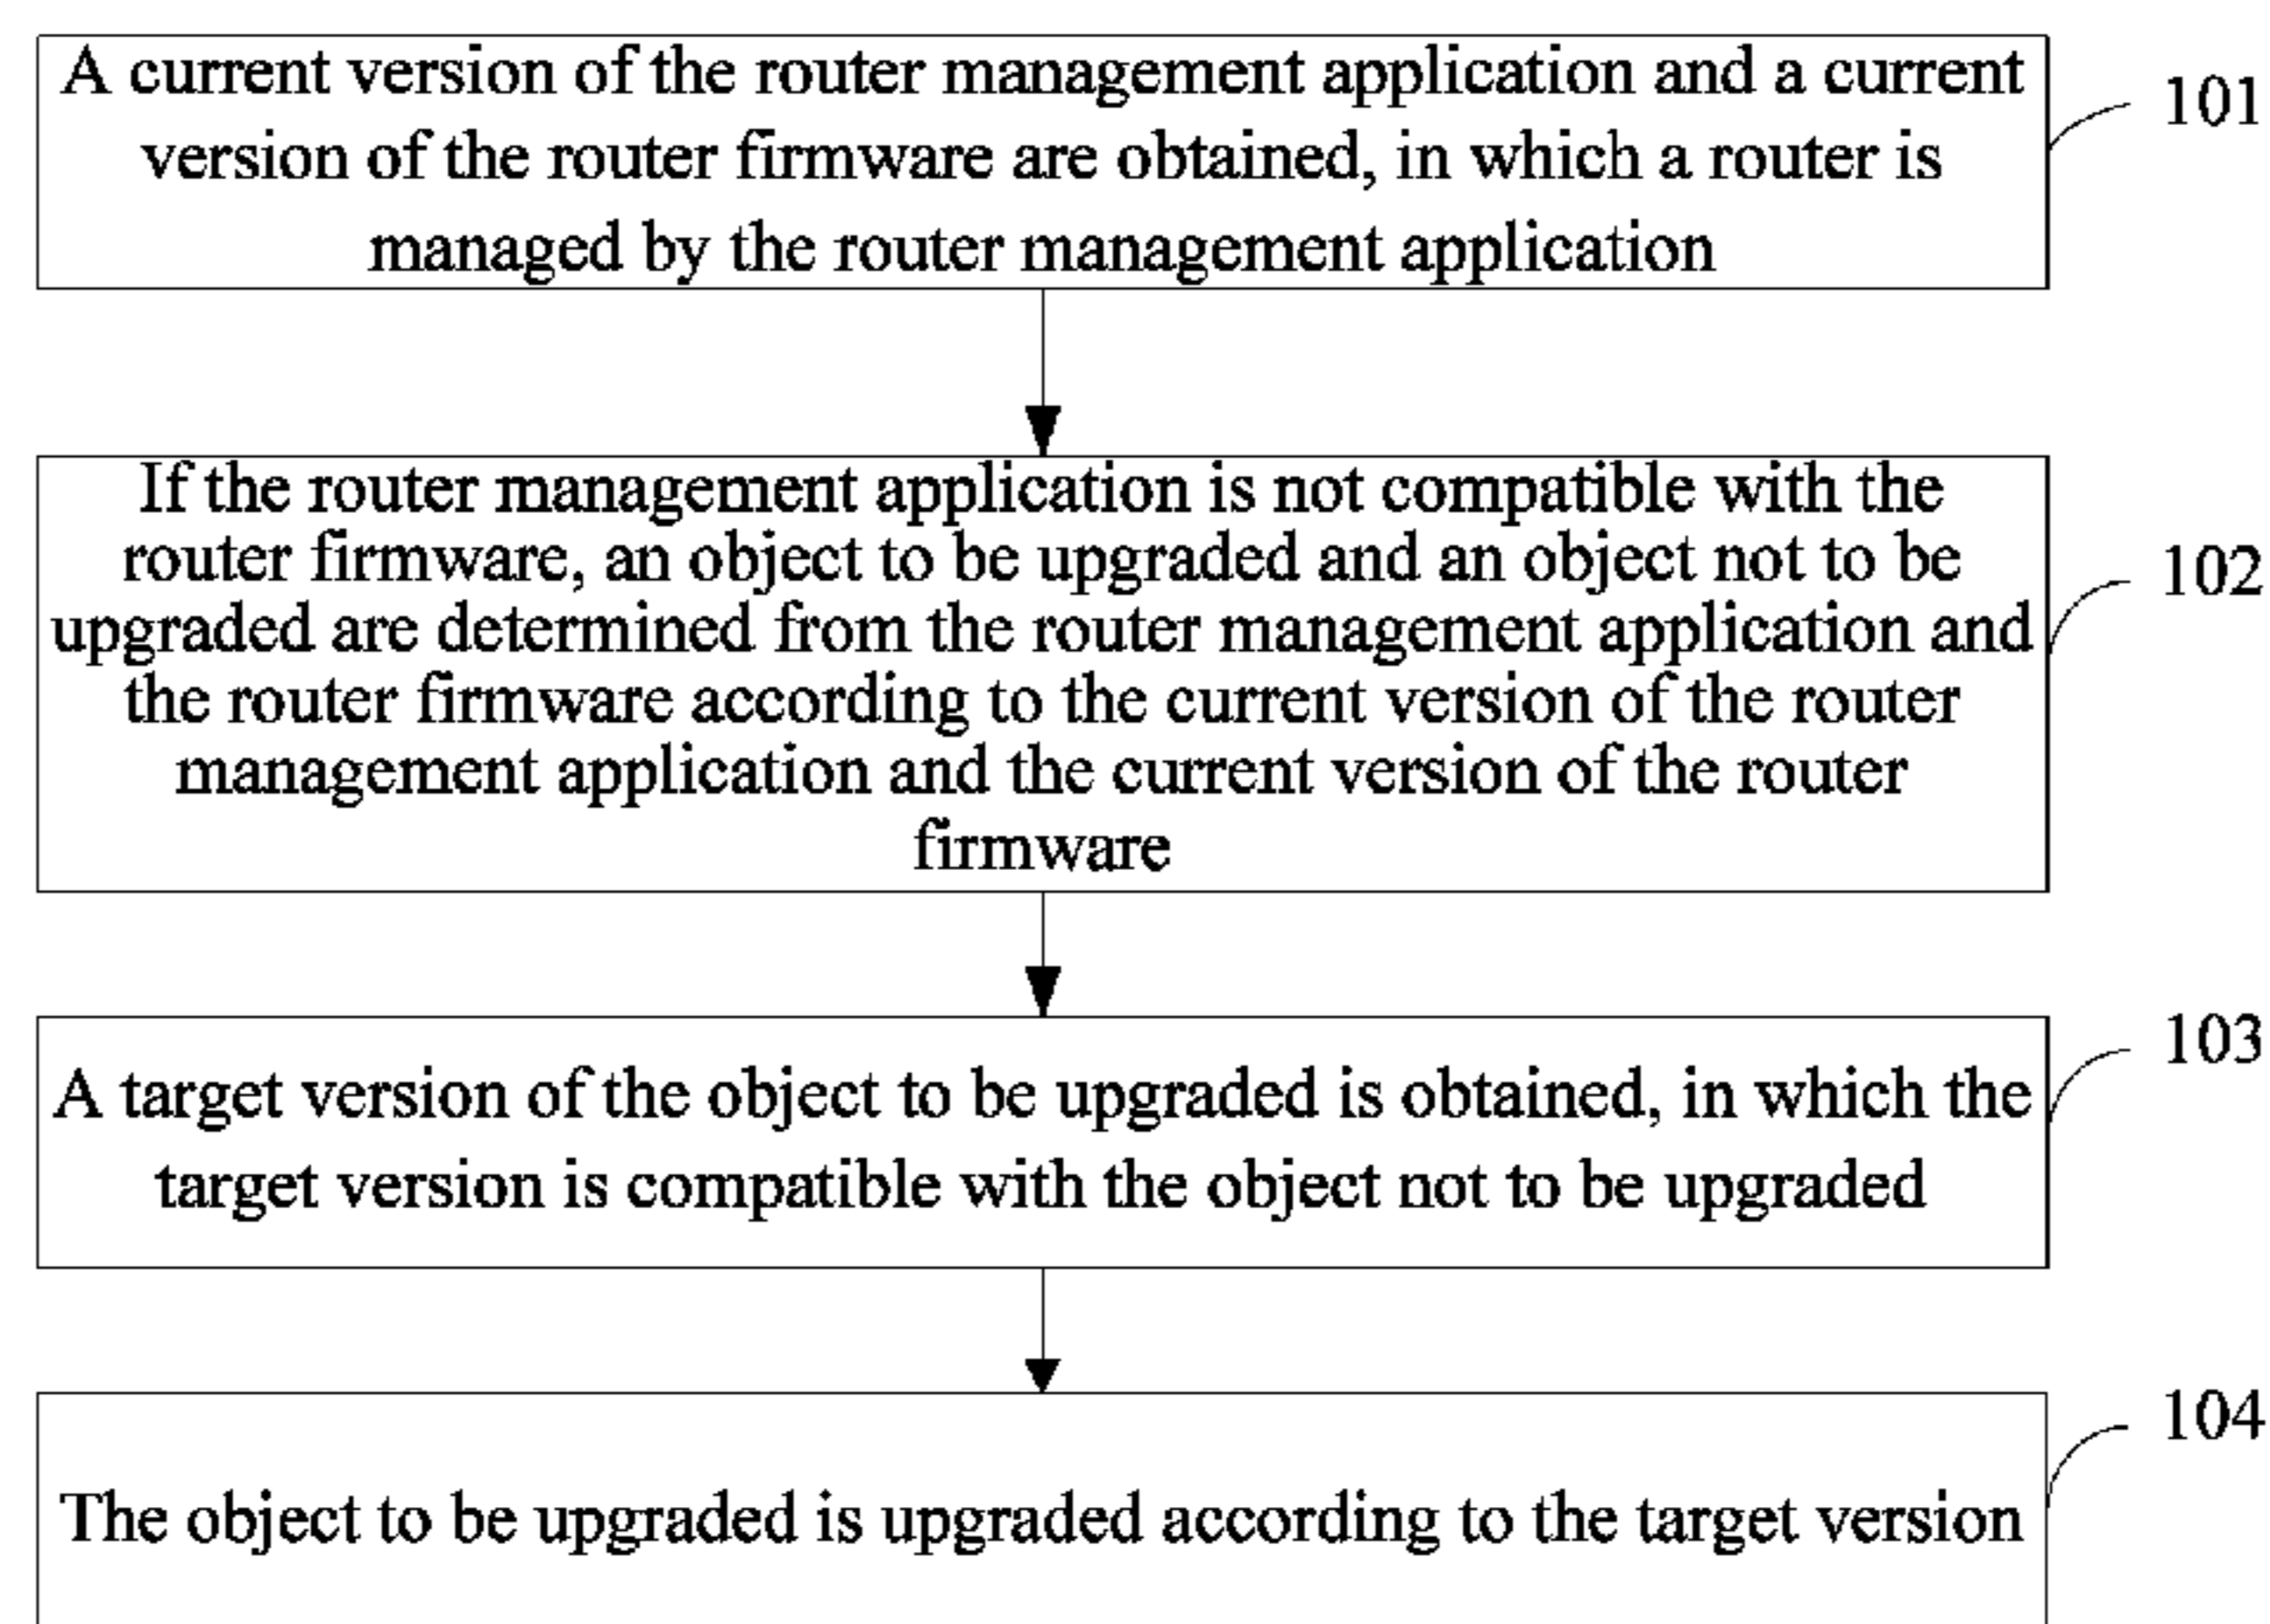 A current version of the router management application and a current
version of the router firmware are obtained, in which a router is
managed by the router management application
101
If the router management application is not compatible with the
router firmware, an object to be upgraded and an object not to be
upgraded are determined from the router management application and
the router firmware according to the current version of the router
management application and the current version of the router
firmware
102
A target version of the object to be upgraded is obtained, in which the
target version is compatible with the object not to be upgraded
103
The object to be upgraded is upgraded according to the target version
104